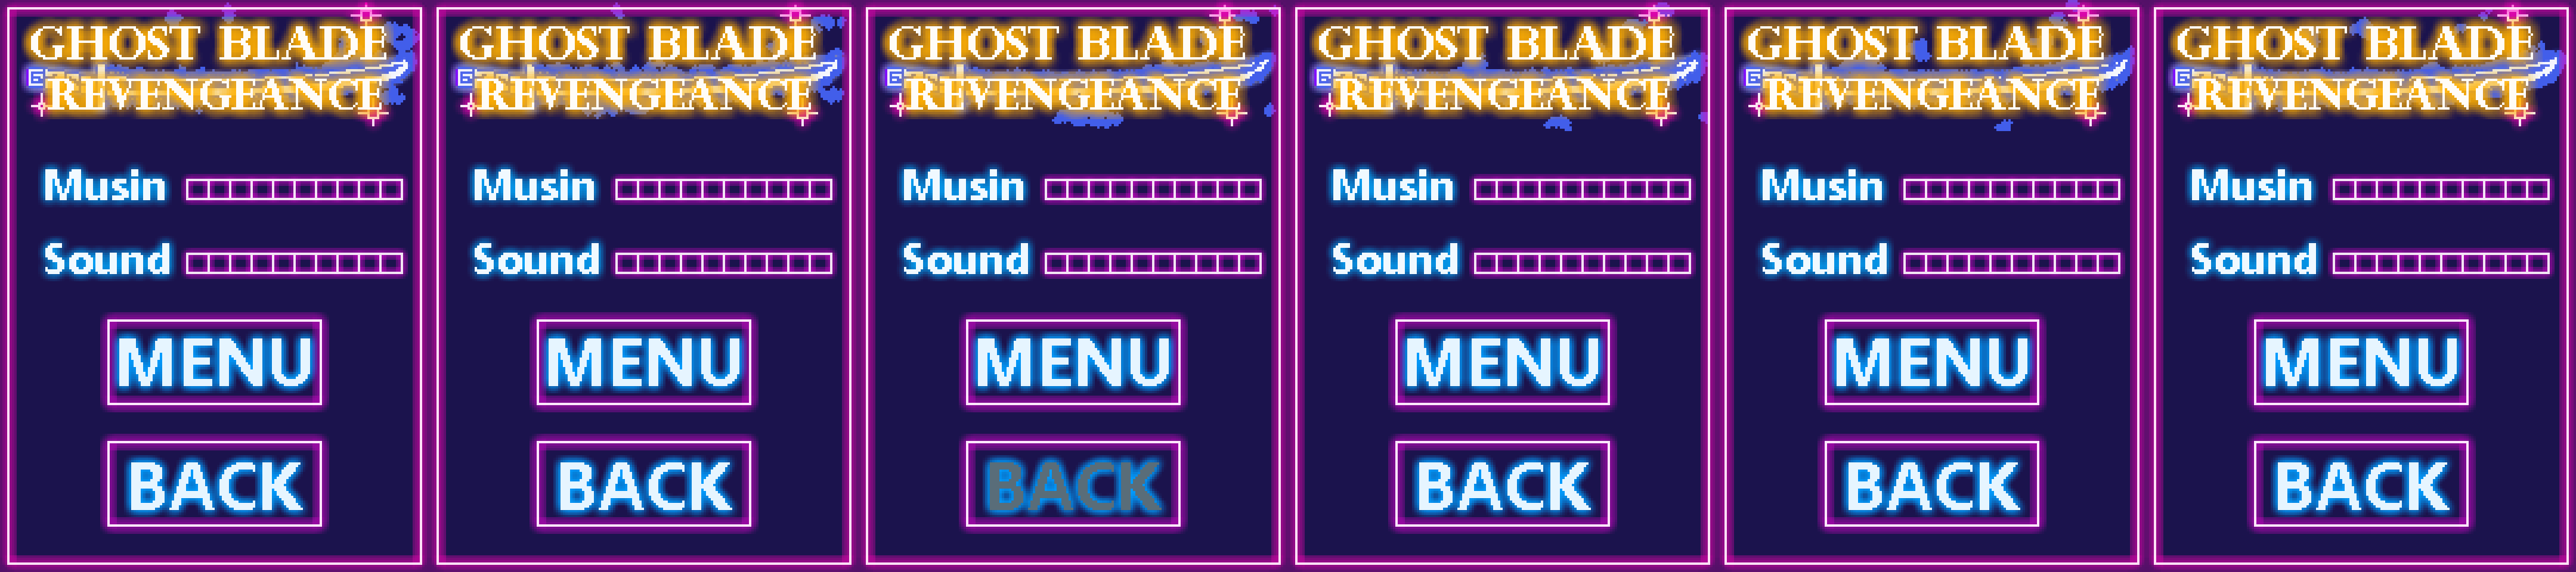 GHOST BLADE GHOST BLADE GHOST BLADE GHOST BLADE GHOST BLADE GHOST BLADE
REVENGEANCE REVENGEANCE REVENGEANCE REVENGEANCE REVENGEANCE REVENGEANCE
Musin Musin Musin Musin Musin Musin
Sound Sound Sound Sound Sound Sound
MENU MENU MENU MENU MENU MENU
BACK BACK BACK BACK BACK BACK